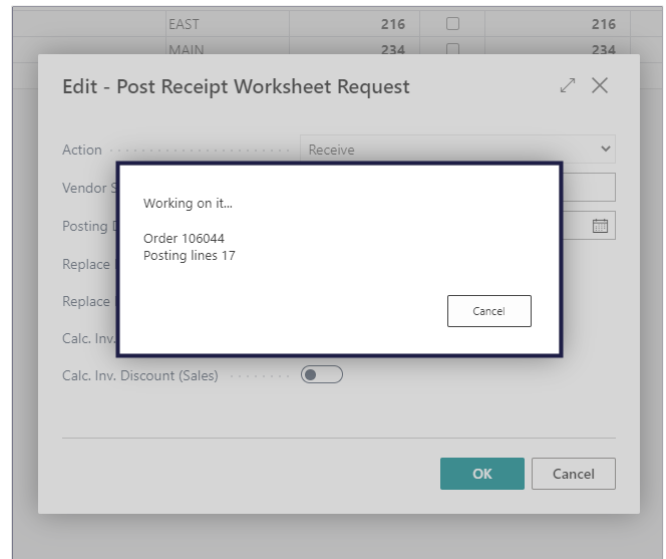 EAST 216 216
MAIN 234 234
Edit - Post Receipt Worksheet Request
Action Receive
Vendor S
Posting D
Replace
Replace
Calc. Inv.
Calc. Inv. Discount (Sales)
Working on it...
Order 106044
Posting lines 17
Cancel
OK Cancel